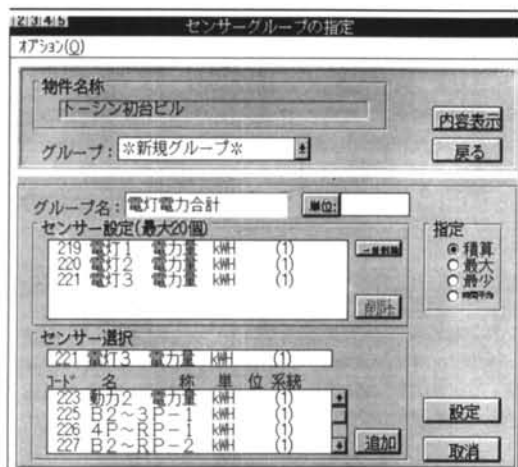 12345 センサーグループの指定
オプション(O)
物件名称
トーシン初台ビル
内容表示
グループ: ※新規グループ※
戻る
グループ名: 電灯電力合計 単位:
センサー設定(最大20個)
指定
219 電灯1 電力量 kWH (1)
220 電灯2 電力量 kWH (1)
221 電灯3 電力量 kWH (1)
積算
最大
最少
時間平均
センサー選択
221 電灯3 電力量 kWH (1)
コード 名 称 単 位 系統
223 動力2 電力量 kWH (1)
225 B2~3P-1 kWH (1)
226 4P~RP-1 kWH (1)
227 B2~RP-2 kWH (1)
追加
設定
取消